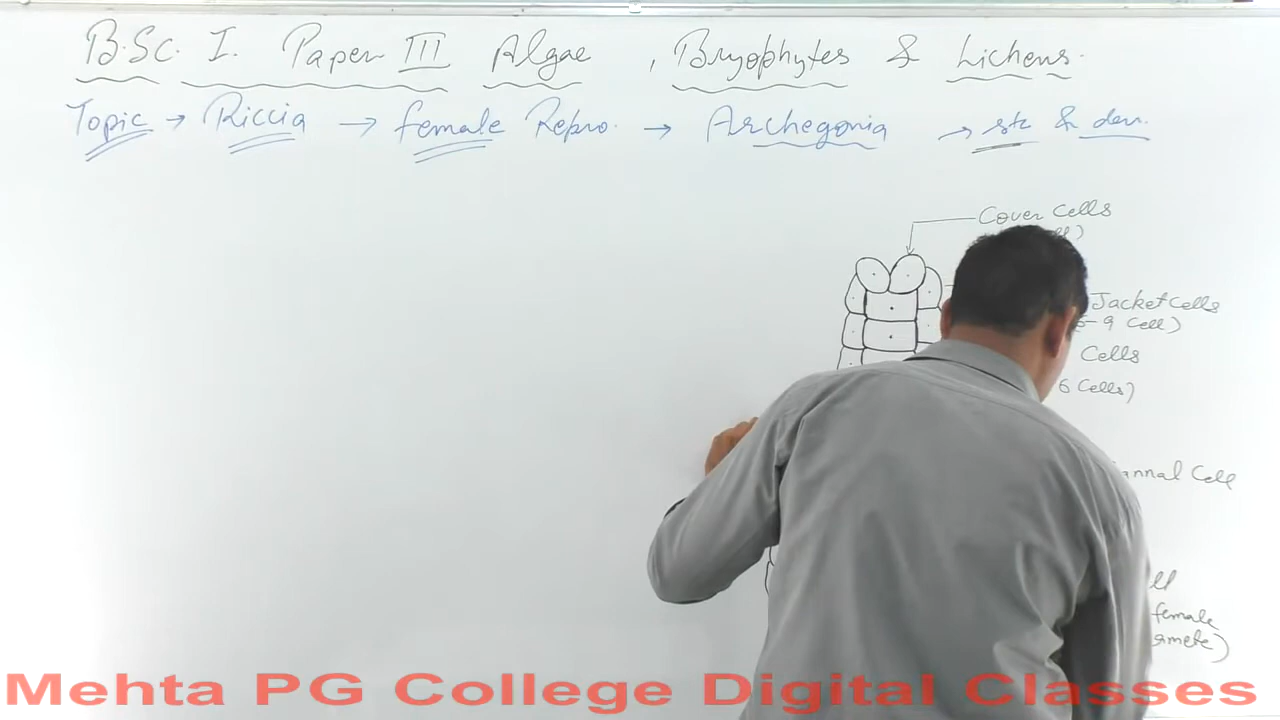 B.Sc. I. Paper III Algae, Bryophytes & Lichens.
Topic → Riccia → female Repro. → Archegonia → str & dev.
Cover Cells
Jacket Cells
9 Cell)
Cells
6 Cells)
Cell
female
Mehta PG College Digital Classes